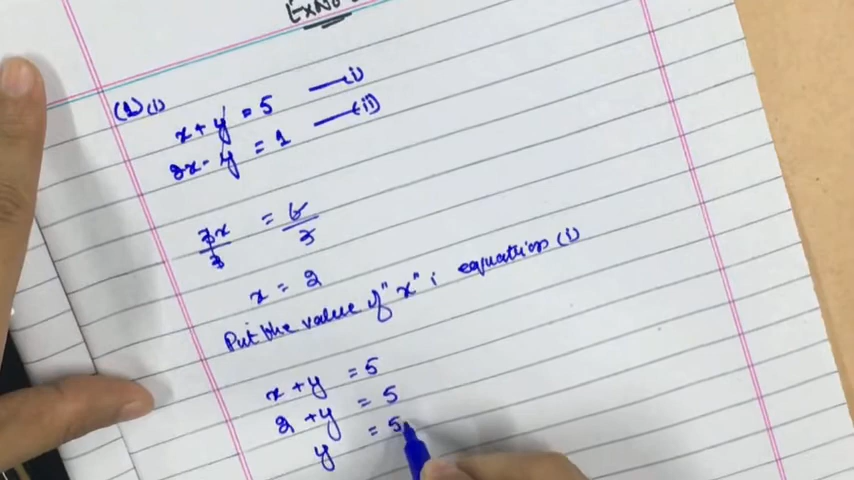 ExNo
(1)(i)
x + y = 5 —(i)
2x - y = 1 —(ii)
3x/3 = 6/3
x = 2
Put the value of "x" i equation (i)
x + y = 5
2 + y = 5
y = 5